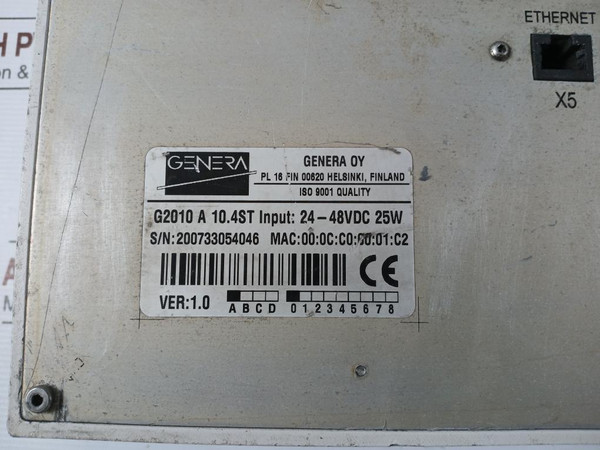 H P
on &
A
M
ETHERNET
X5
GENERA
GENERA OY
PL 16 FIN 00620 HELSINKI, FINLAND
ISO 9001 QUALITY
G2010 A 10.4ST Input: 24-48VDC 25W
S/N:200733054046 MAC:00:0C:C0:00:01:C2
CE
VER:1.0
A B C D 0 1 2 3 4 5 6 7 8